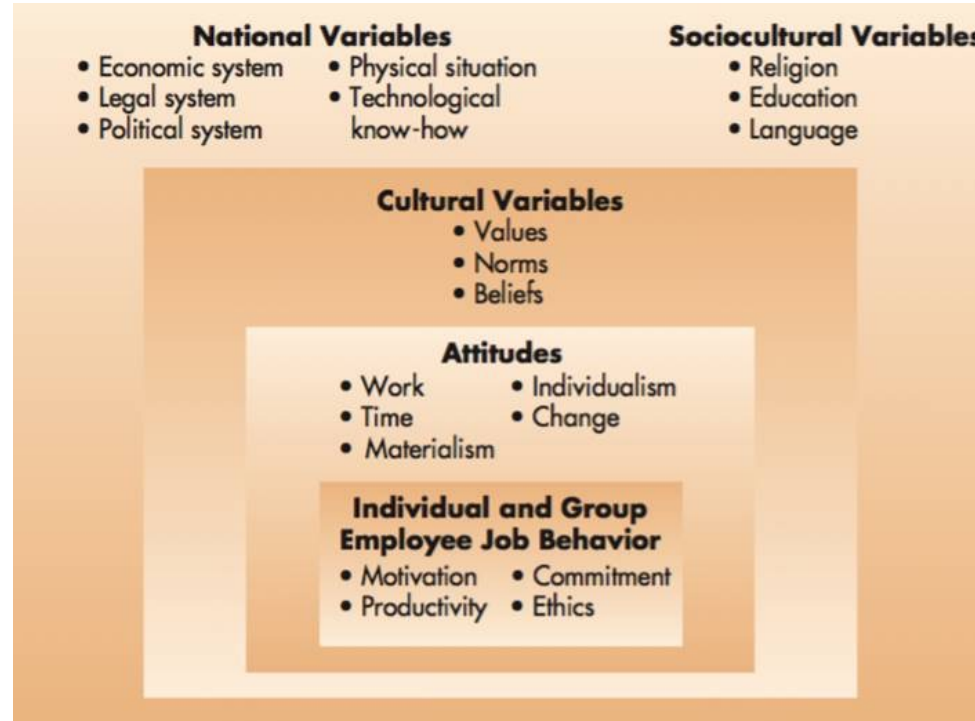 National Variables
• Economic system
• Legal system
• Political system
• Physical situation
• Technological
know-how
Sociocultural Variables
• Religion
• Education
• Language
Cultural Variables
• Values
• Norms
• Beliefs
Attitudes
• Work
• Time
• Materialism
• Individualism
• Change
Individual and Group
Employee Job Behavior
• Motivation
• Productivity
• Commitment
• Ethics